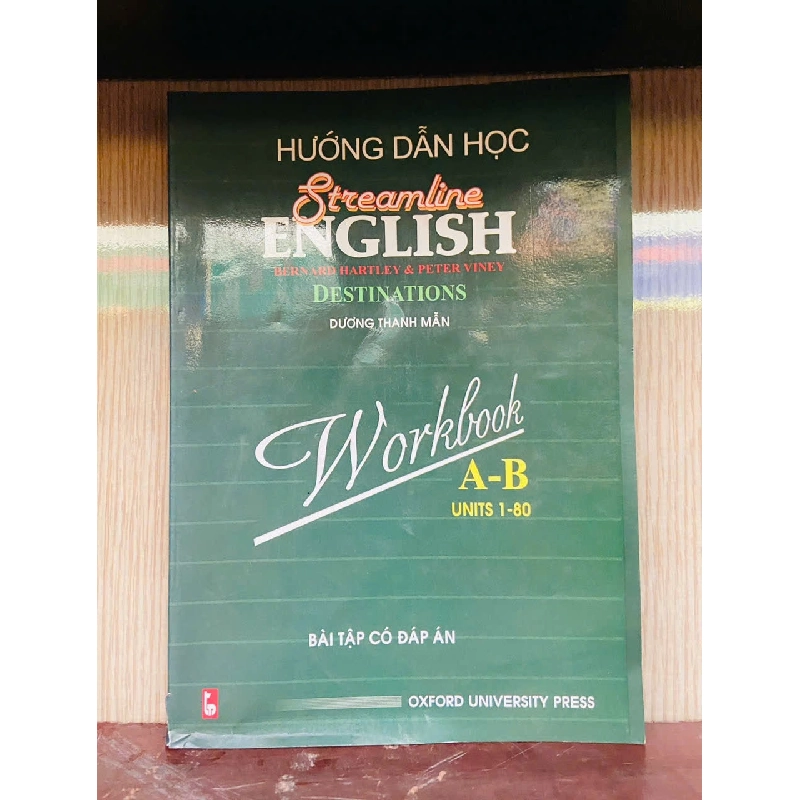 HƯỚNG DẪN HỌC
Streamline
ENGLISH
BERNARD HARTLEY & PETER VINEY
DESTINATIONS
DƯƠNG THANH MẪN
Workbook
A-B
UNITS 1-80
BÀI TẬP CÓ ĐÁP ÁN
OXFORD UNIVERSITY PRESS